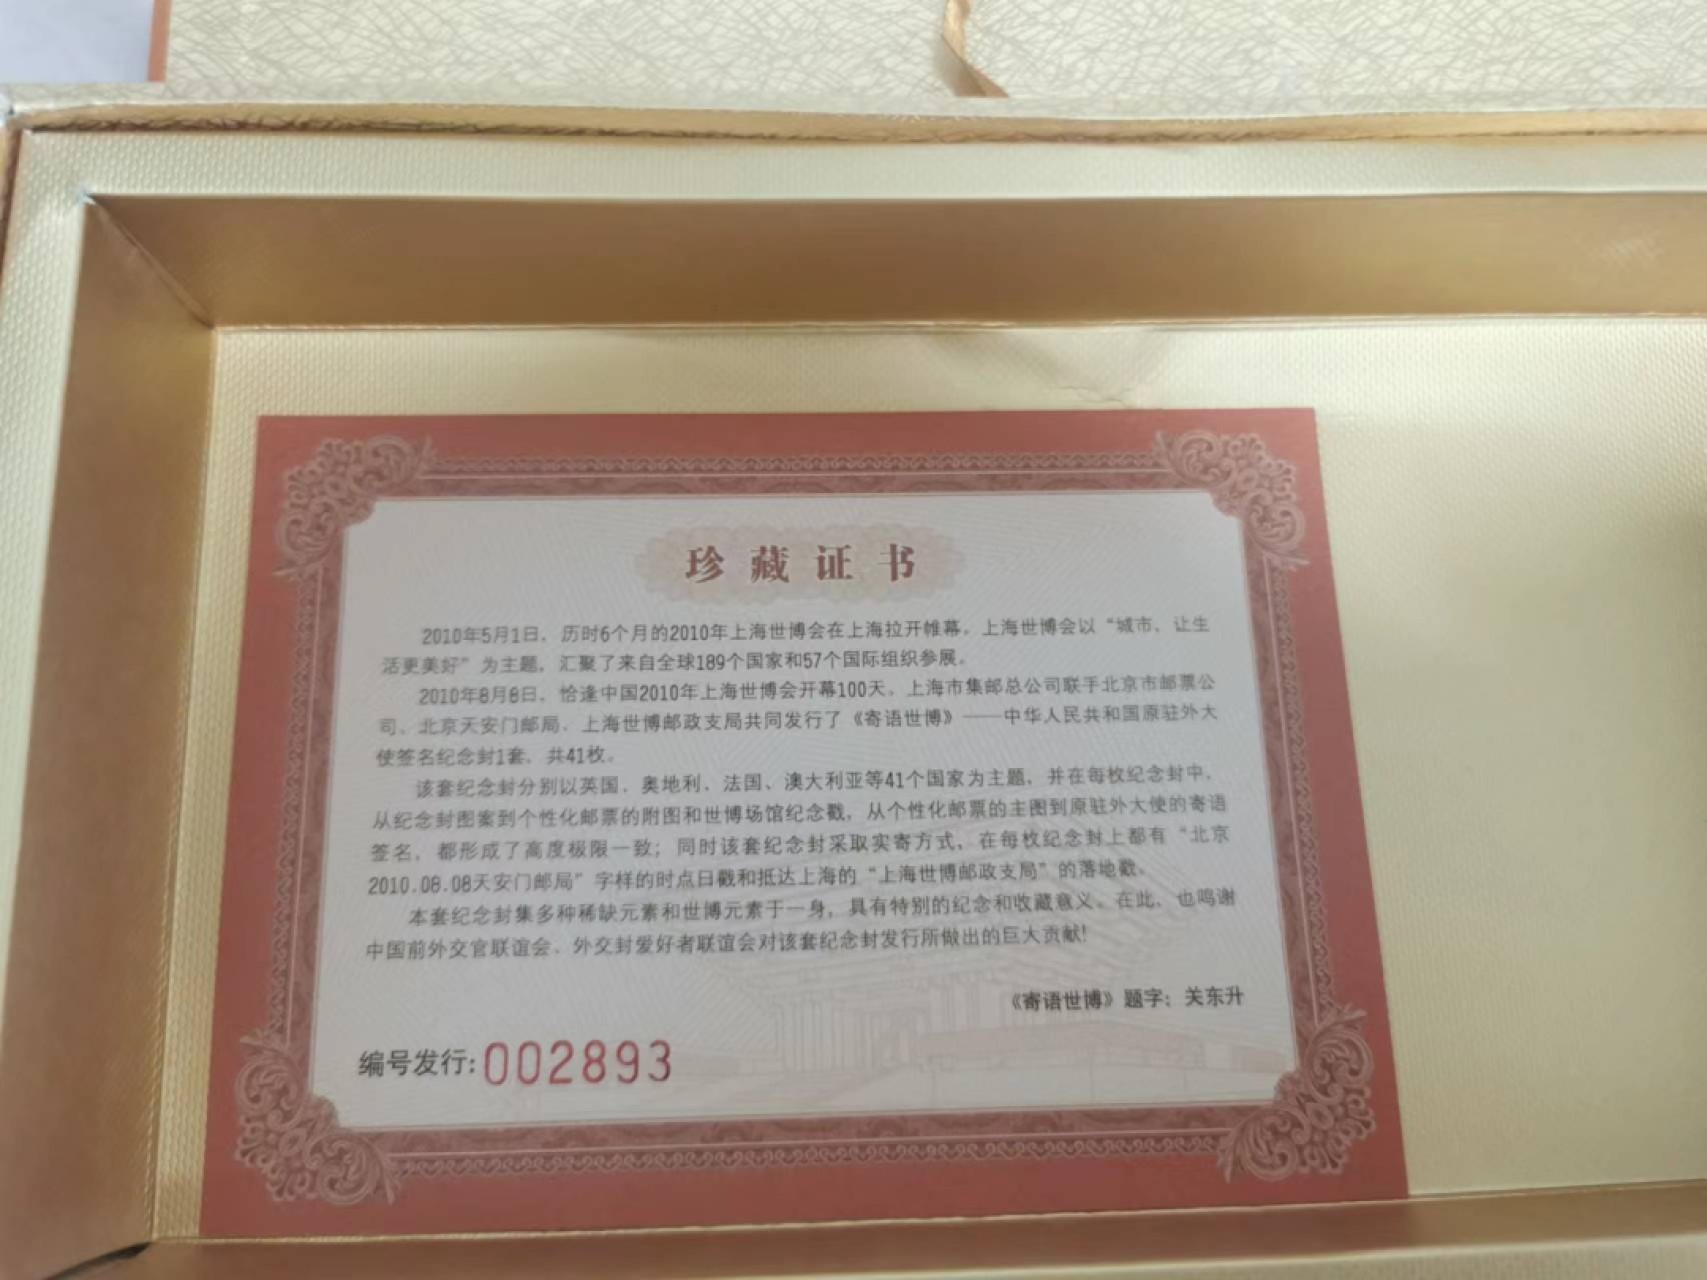 珍藏证书
2010年5月1日，历时6个月的2010年上海世博会在上海拉开帷幕。上海世博会以“城市，让生
活更美好”为主题，汇聚了来自全球189个国家和57个国际组织参展。
2010年8月8日，恰逢中国2010年上海世博会开幕100天，上海市集邮总公司联手北京市邮票公
司、北京天安门邮局、上海世博邮政支局共同发行了《寄语世博》——中华人民共和国原驻外大
使签名纪念封1套，共41枚。
该套纪念封分别以英国、奥地利、法国、澳大利亚等41个国家为主题，并在每枚纪念封中，
从纪念封图案到个性化邮票的附图和世博场馆纪念戳，从个性化邮票的主图到原驻外大使的寄语
签名，都形成了高度极限一致；同时该套纪念封采取实寄方式，在每枚纪念封上都有“北京
2010.08.08天安门邮局”字样的时点日戳和抵达上海的“上海世博邮政支局”的落地戳。
本套纪念封集多种稀缺元素和世博元素于一身，具有特别的纪念和收藏意义。在此，也鸣谢
中国前外交官联谊会、外交封爱好者联谊会对该套纪念封发行所做出的巨大贡献！
《寄语世博》题字：关东升
编号发行:002893